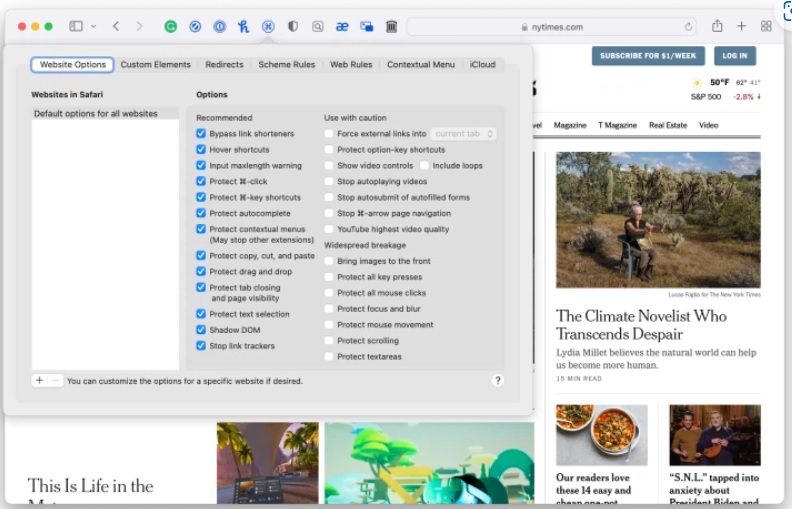 nytimes.com
Website Options
Custom Elements
Redirects
Scheme Rules
Web Rules
Contextual Menu
iCloud
Websites in Safari
Default options for all websites
Options
Recommended
Bypass link shorteners
Hover shortcuts
Input maxlength warning
Protect ⌘-click
Protect ⌘-key shortcuts
Protect autocomplete
Protect contextual menus
(May stop other extensions)
Protect copy, cut, and paste
Protect drag and drop
Protect tab closing
and page visibility
Protect text selection
Shadow DOM
Stop link trackers
Use with caution
Force external links into current tab
Protect option-key shortcuts
Show video controls Include loops
Stop autoplaying videos
Stop autosubmit of autofilled forms
Stop ⌘-arrow page navigation
YouTube highest video quality
Widespread breakage
Bring images to the front
Protect all key presses
Protect all mouse clicks
Protect focus and blur
Protect mouse movement
Protect scrolling
Protect textareas
You can customize the options for a specific website if desired.
?
SUBSCRIBE FOR $1/WEEK
LOG IN
50°F 62° 41°
S&P 500 -2.8% ↓
Magazine T Magazine Real Estate Video
Lucas Foglia for The New York Times
The Climate Novelist Who
Transcends Despair
Lydia Millet believes the natural world can help
us become more human.
15 MIN READ
Our readers love
these 14 easy and
“S.N.L.” tapped into
anxiety about
President Biden and
This Is Life in the